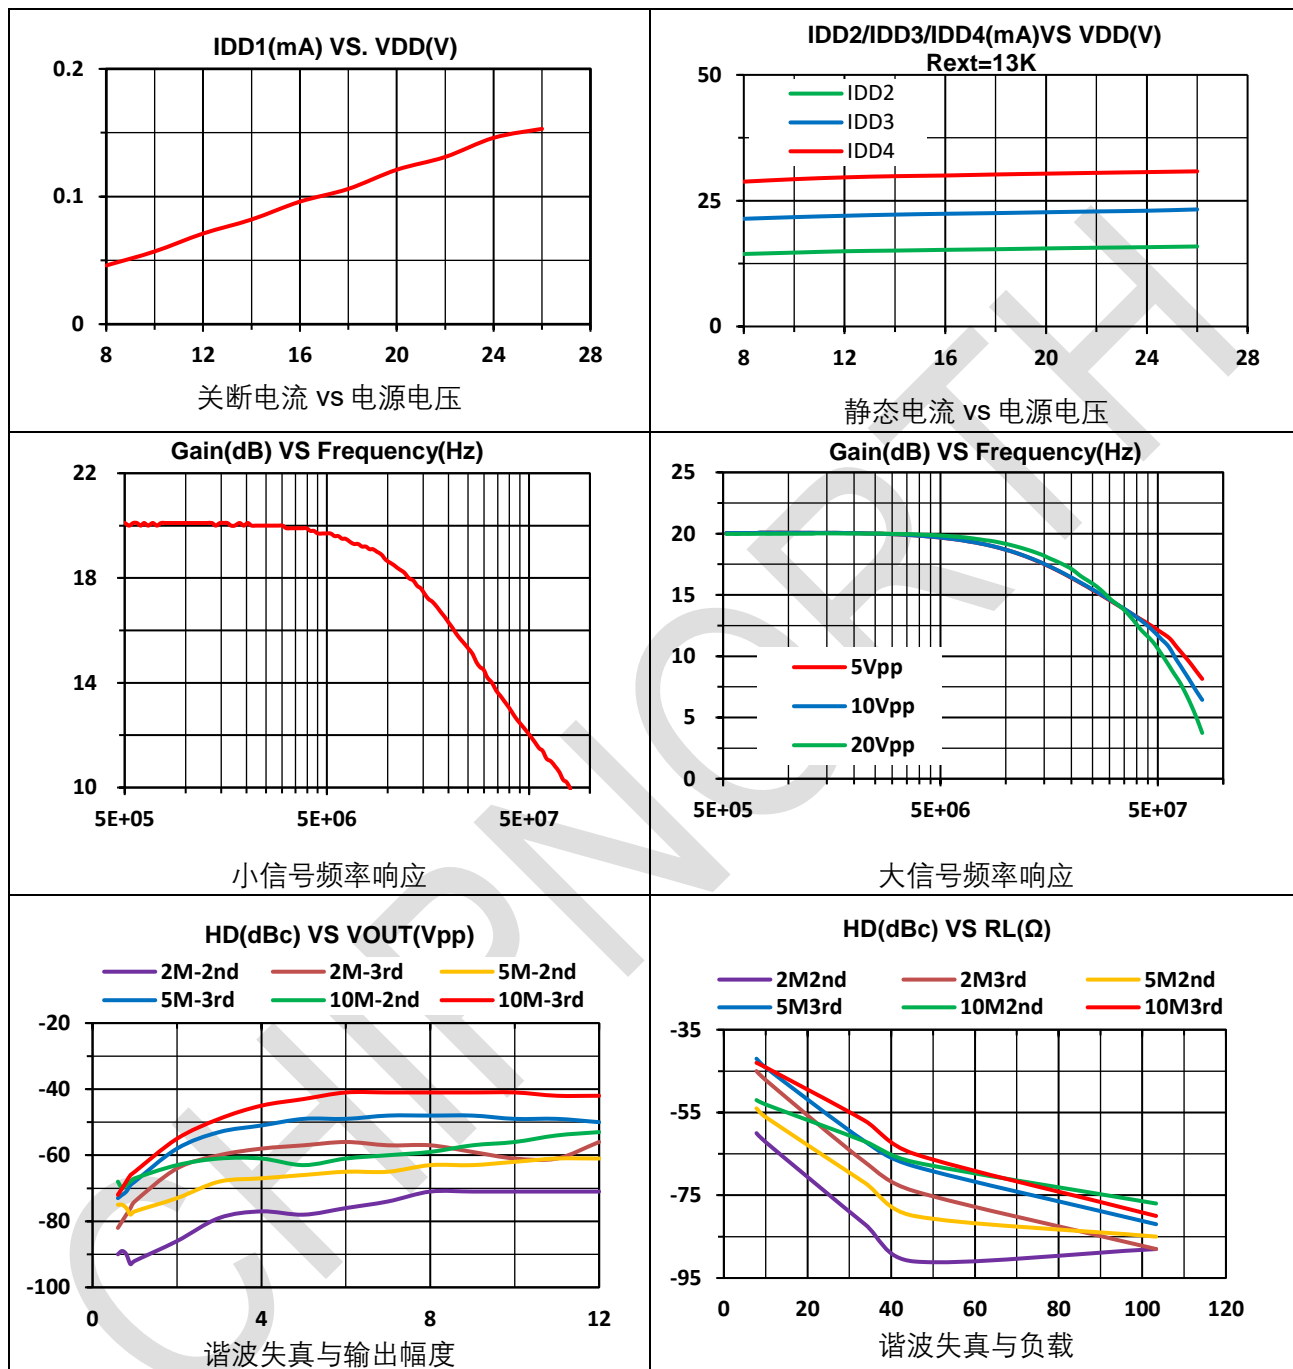 IDD1(mA) VS. VDD(V)
0.2
0.1
0
8 12 16 20 24 28
关断电流 vs 电源电压
IDD2/IDD3/IDD4(mA)VS VDD(V)
Rext=13K
50
IDD2
IDD3
IDD4
25
0
8 12 16 20 24 28
静态电流 vs 电源电压
Gain(dB) VS Frequency(Hz)
22
18
14
10
5E+05 5E+06 5E+07
小信号频率响应
Gain(dB) VS Frequency(Hz)
25
20
15
10
5Vpp
10Vpp
5
20Vpp
0
5E+05 5E+06 5E+07
大信号频率响应
HD(dBc) VS VOUT(Vpp)
2M-2nd 2M-3rd 5M-2nd
5M-3rd 10M-2nd 10M-3rd
-20
-40
-60
-80
-100
0 4 8 12
谐波失真与输出幅度
HD(dBc) VS RL(Ω)
2M2nd 2M3rd 5M2nd
5M3rd 10M2nd 10M3rd
-35
-55
-75
-95
0 20 40 60 80 100 120
谐波失真与负载
CHIPNORTH